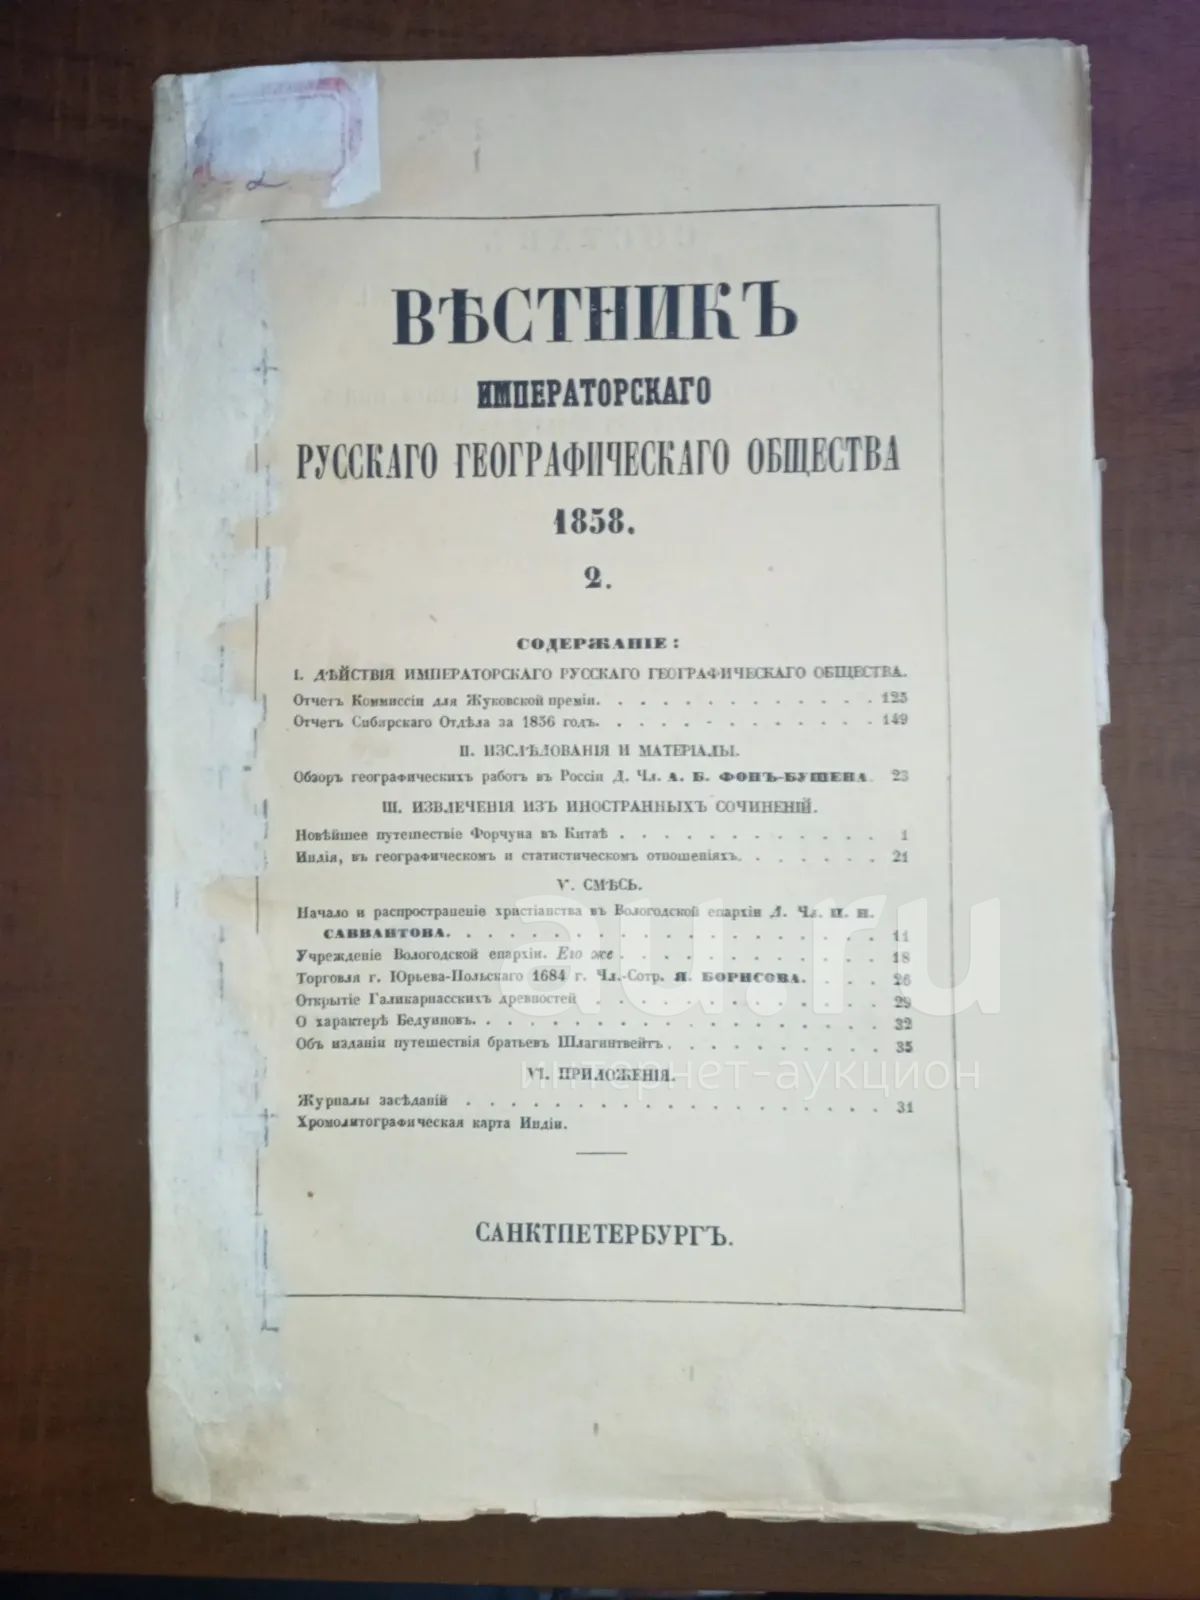 ВѢСТНИКЪ
ИМПЕРАТОРСКАГО
РУССКАГО ГЕОГРАФИЧЕСКАГО ОБЩЕСТВА
1858.
2.
СОДЕРЖАНІЕ:
I. ДѢЙСТВІЯ ИМПЕРАТОРСКАГО РУССКАГО ГЕОГРАФИЧЕСКАГО ОБЩЕСТВА.
Отчетъ Коммиссіи для Жуковской преміи. 125
Отчетъ Сибирскаго Отдѣла за 1856 годъ. 149
II. ИЗСЛѢДОВАНІЯ И МАТЕРІАЛЫ.
Обзоръ географическихъ работъ въ Россіи Д. Чл. А. Б. ФОНЪ-БУШЕНА 23
III. ИЗВЛЕЧЕНІЯ ИЗЪ ИНОСТРАННЫХЪ СОЧИНЕНІЙ.
Новѣйшее путешествіе Форчуна въ Китаѣ 1
Индія, въ географическомъ и статистическомъ отношеніяхъ. 21
V. СМѢСЬ.
Начало и распространеніе христіанства въ Вологодской епархіи Д. Чл. П. И.
САВВАИТОВА. 11
Учрежденіе Вологодской епархіи. Его же 18
Торговля г. Юрьева-Польскаго 1684 г. Чл.-Сотр. Я. БОРИСОВА. 26
Открытіе Галикарнасскихъ древностей 29
О характерѣ Бедуиновъ. 32
Объ изданіи путешествія братьевъ Шлагинтвейтъ. 35
VI. ПРИЛОЖЕНІЯ.
Журналы засѣданій 31
Хромолитографическая карта Индіи.
САНКТПЕТЕРБУРГЪ.
au.ru
интернет-аукцион